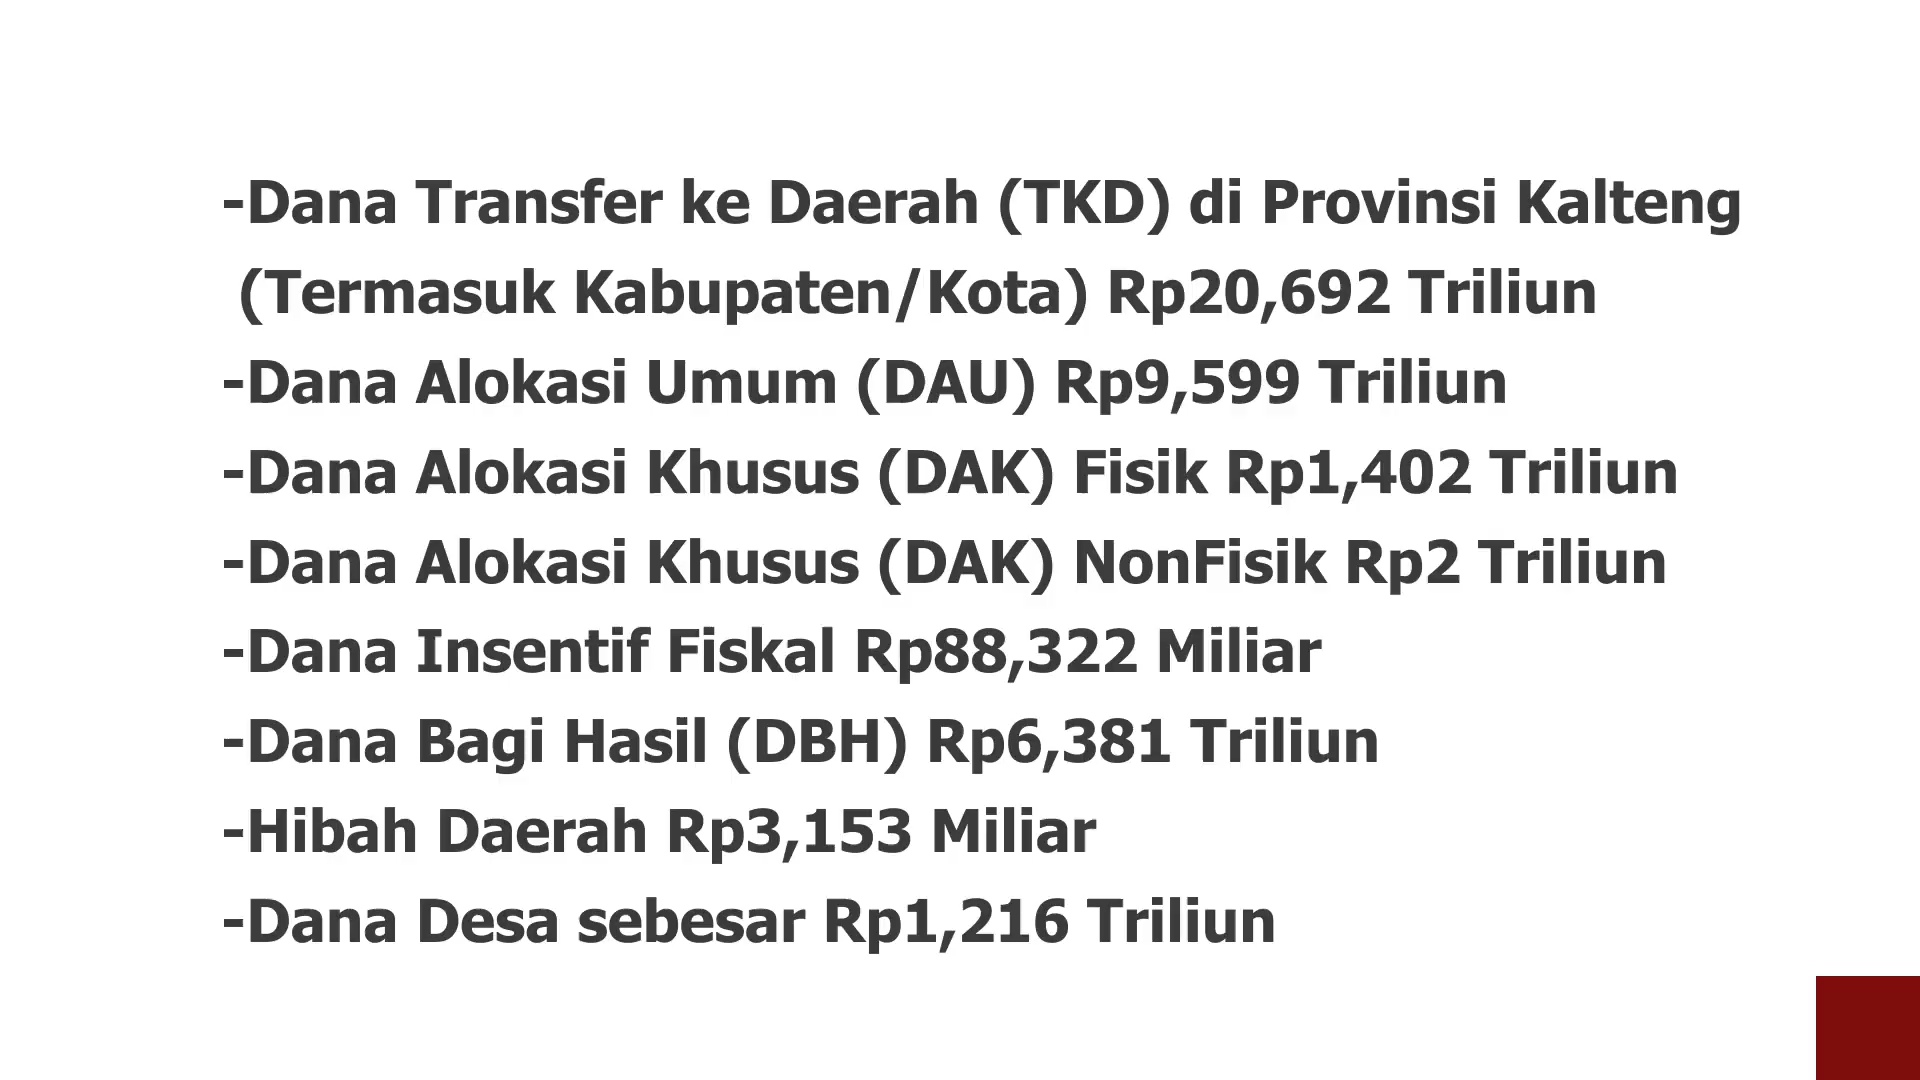 -Dana Transfer ke Daerah (TKD) di Provinsi Kalteng
(Termasuk Kabupaten/Kota) Rp20,692 Triliun
-Dana Alokasi Umum (DAU) Rp9,599 Triliun
-Dana Alokasi Khusus (DAK) Fisik Rp1,402 Triliun
-Dana Alokasi Khusus (DAK) NonFisik Rp2 Triliun
-Dana Insentif Fiskal Rp88,322 Miliar
-Dana Bagi Hasil (DBH) Rp6,381 Triliun
-Hibah Daerah Rp3,153 Miliar
-Dana Desa sebesar Rp1,216 Triliun